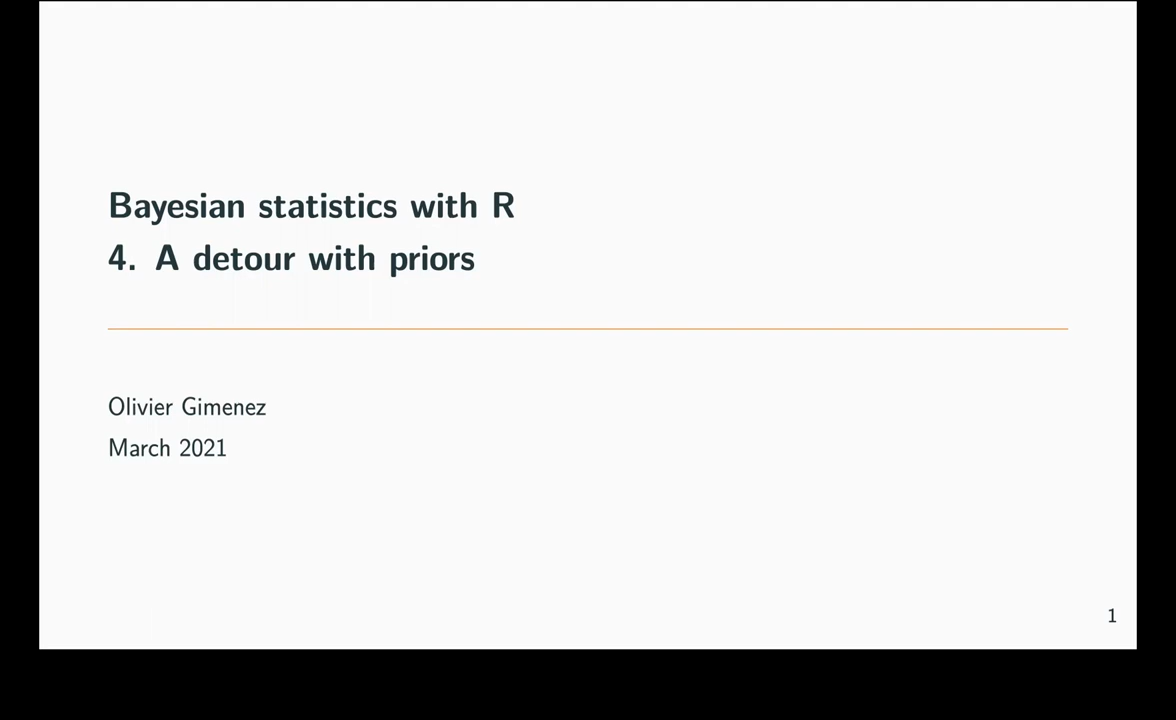 Bayesian statistics with R
4. A detour with priors
Olivier Gimenez
March 2021
1